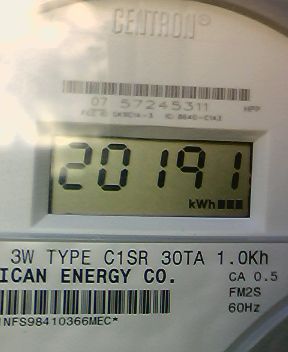 CENTRON®
07 57245311 HPP
20191
kWh
3W TYPE C1SR 30TA 1.0Kh
ICAN ENERGY CO. CA 0.5
FM2S
60Hz
NFS98410366MEC*